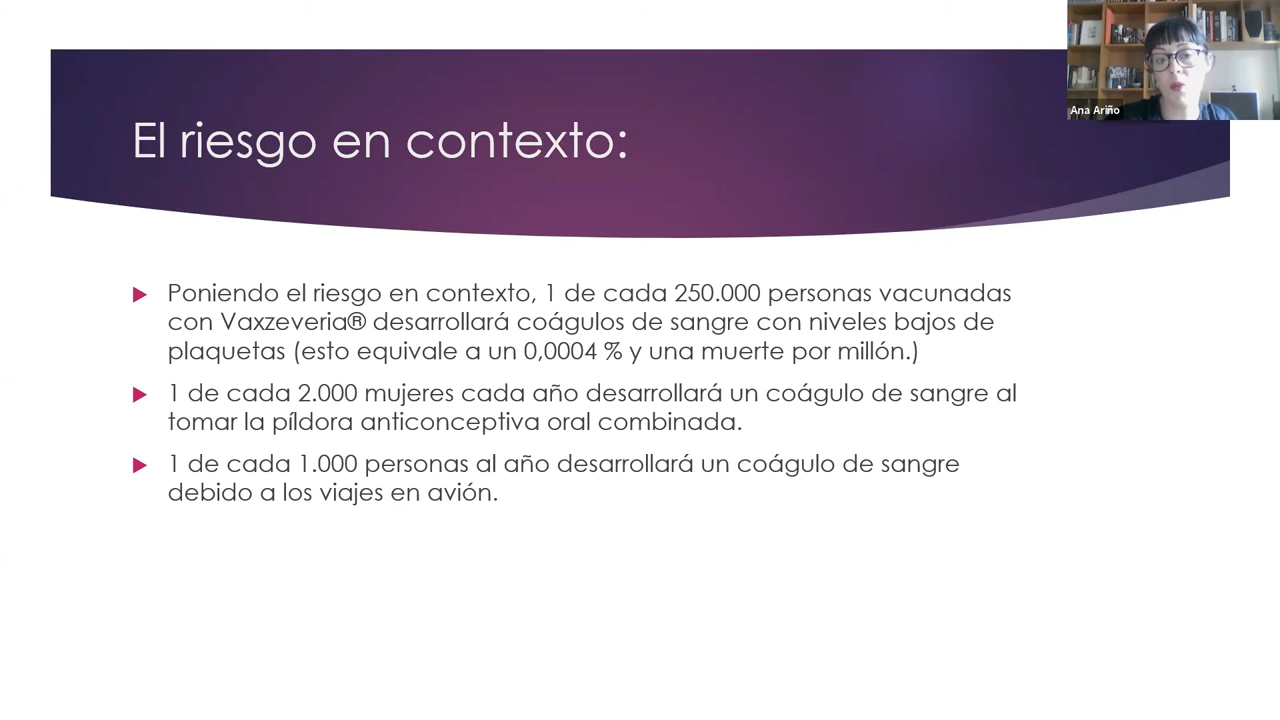 Ana Ariño
El riesgo en contexto:
Poniendo el riesgo en contexto, 1 de cada 250.000 personas vacunadas
con Vaxzeveria® desarrollará coágulos de sangre con niveles bajos de
plaquetas (esto equivale a un 0,0004 % y una muerte por millón.)
1 de cada 2.000 mujeres cada año desarrollará un coágulo de sangre al
tomar la píldora anticonceptiva oral combinada.
1 de cada 1.000 personas al año desarrollará un coágulo de sangre
debido a los viajes en avión.